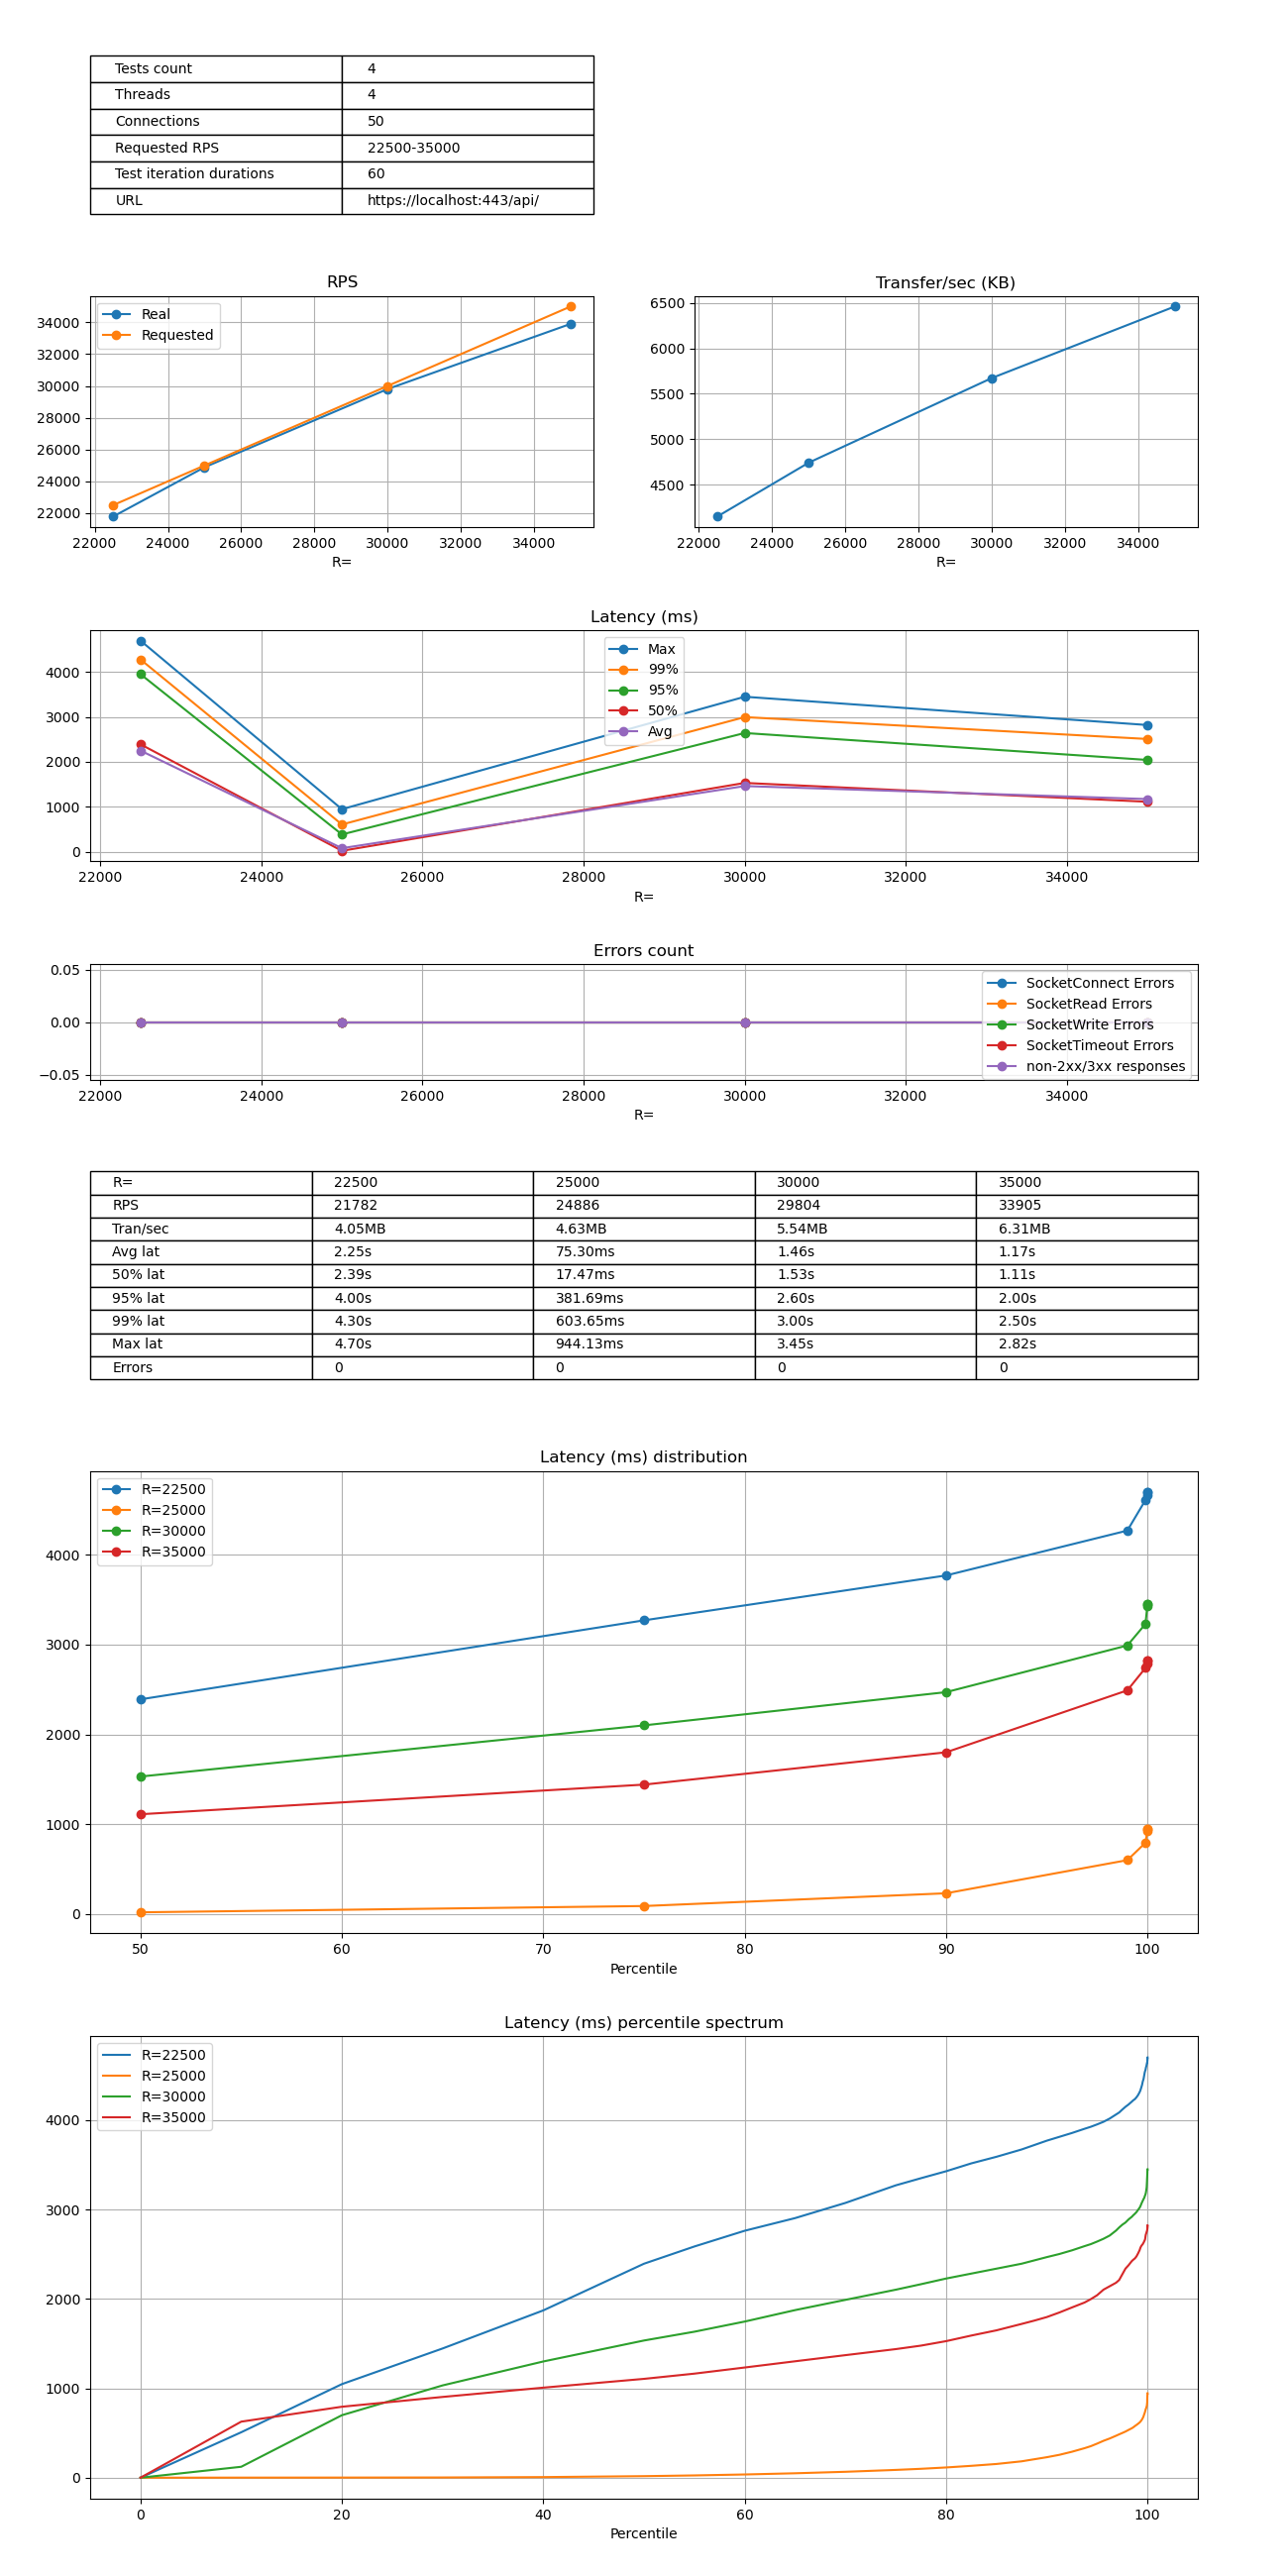 Tests count 4
Threads 4
Connections 50
Requested RPS 22500-35000
Test iteration durations 60
URL https://localhost:443/api/
RPS
Real
Requested
34000
32000
30000
28000
26000
24000
22000
22000 24000 26000 28000 30000 32000 34000
R=
Transfer/sec (KB)
6500
6000
5500
5000
4500
22000 24000 26000 28000 30000 32000 34000
R=
Latency (ms)
Max
99%
95%
50%
Avg
4000
3000
2000
1000
0
22000 24000 26000 28000 30000 32000 34000
R=
Errors count
SocketConnect Errors
SocketRead Errors
SocketWrite Errors
SocketTimeout Errors
non-2xx/3xx responses
0.05
0.00
−0.05
22000 24000 26000 28000 30000 32000 34000
R=
R= 22500 25000 30000 35000
RPS 21782 24886 29804 33905
Tran/sec 4.05MB 4.63MB 5.54MB 6.31MB
Avg lat 2.25s 75.30ms 1.46s 1.17s
50% lat 2.39s 17.47ms 1.53s 1.11s
95% lat 4.00s 381.69ms 2.60s 2.00s
99% lat 4.30s 603.65ms 3.00s 2.50s
Max lat 4.70s 944.13ms 3.45s 2.82s
Errors 0 0 0 0
Latency (ms) distribution
R=22500
R=25000
R=30000
R=35000
4000
3000
2000
1000
0
50 60 70 80 90 100
Percentile
Latency (ms) percentile spectrum
R=22500
R=25000
R=30000
R=35000
4000
3000
2000
1000
0
0 20 40 60 80 100
Percentile